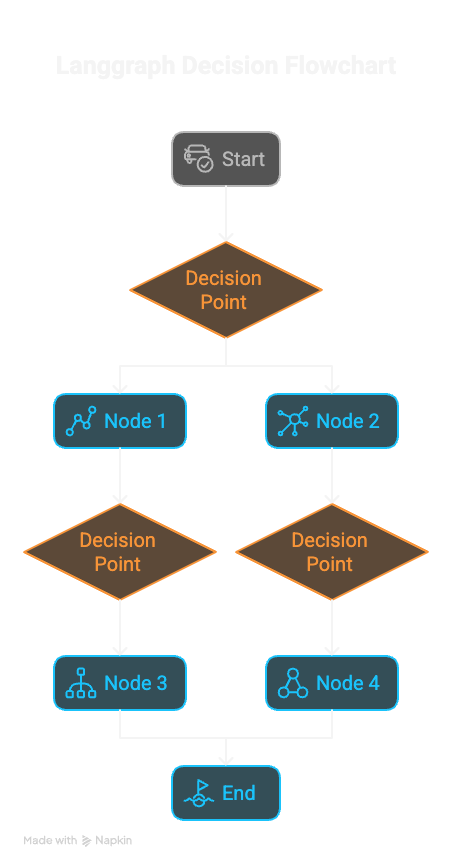 Langgraph Decision Flowchart
Start
Decision
Point
Node 1
Node 2
Decision
Point
Decision
Point
Node 3
Node 4
End
Made with Napkin